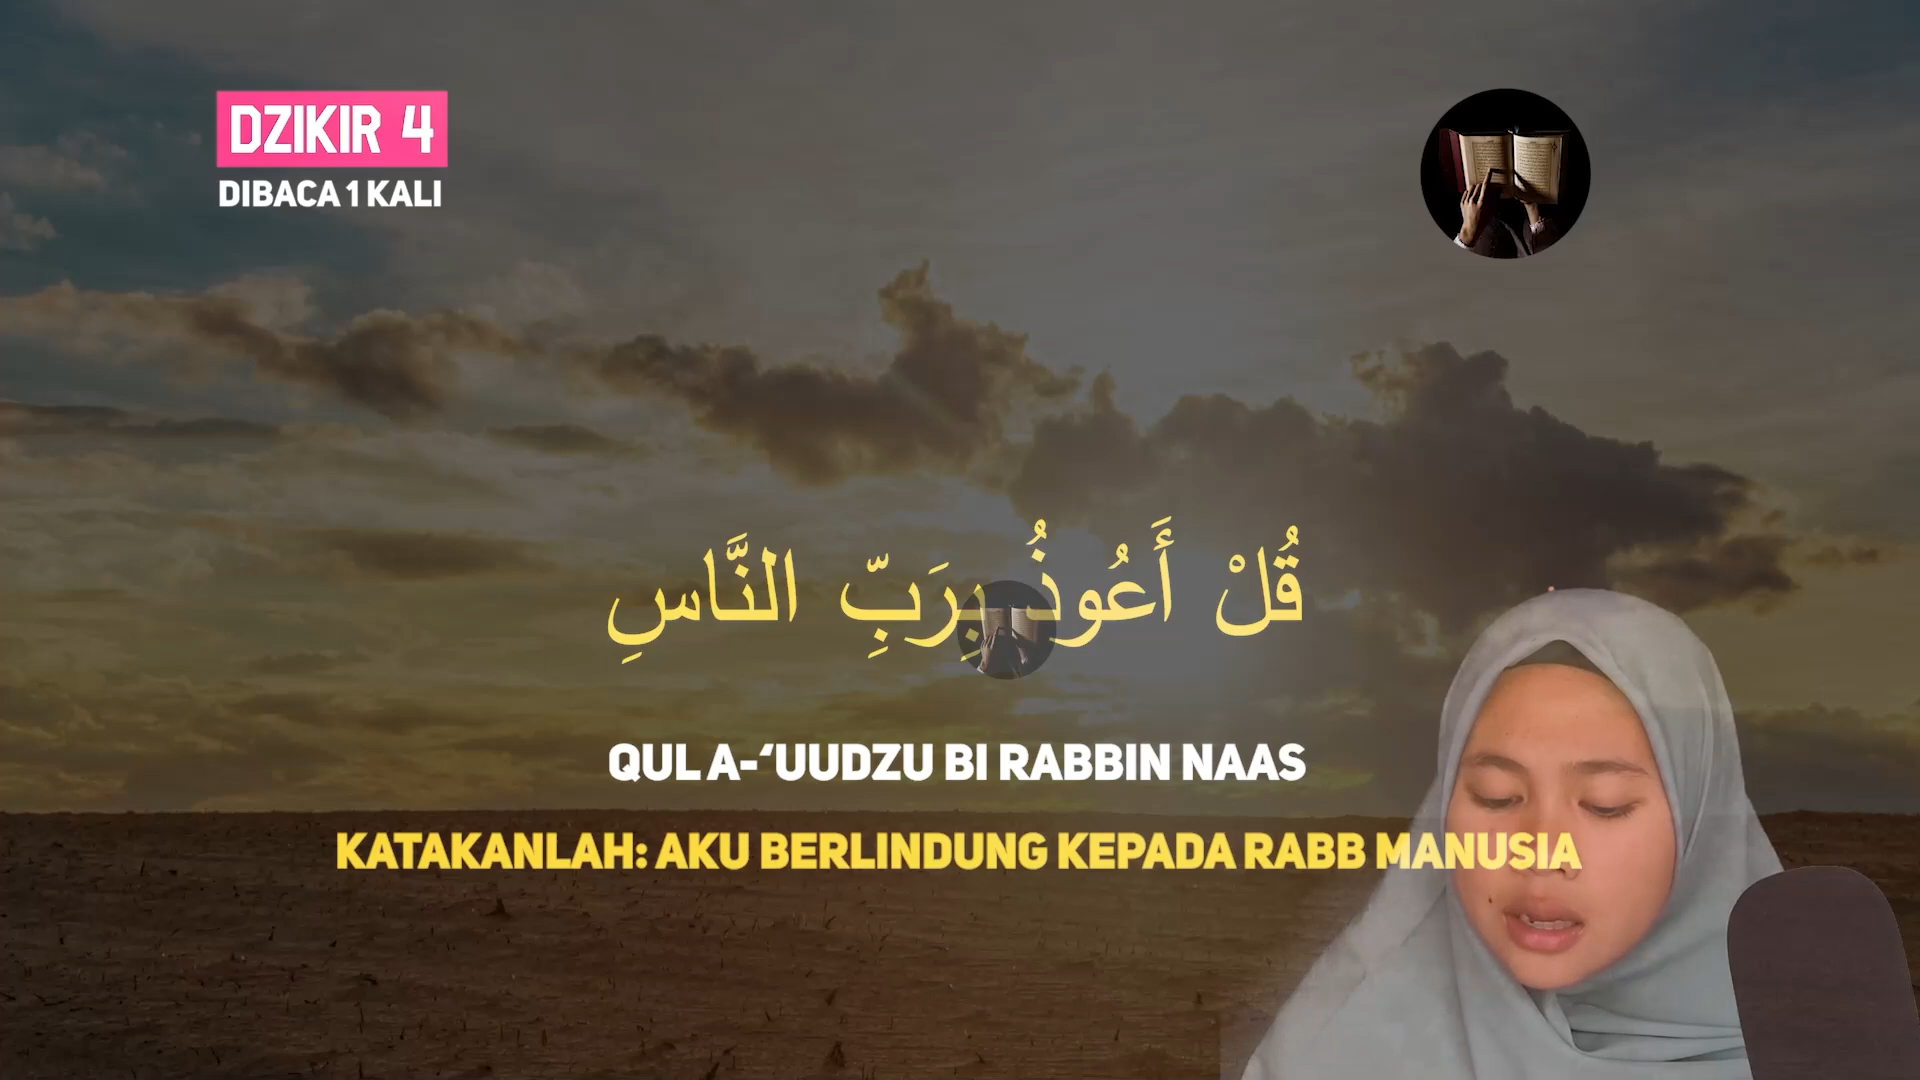 DZIKIR 4
DIBACA 1 KALI
قُلْ أَعُوذُ بِرَبِّ النَّاسِ
QUL A-‘UUDZU BI RABBIN NAAS
KATAKANLAH: AKU BERLINDUNG KEPADA RABB MANUSIA